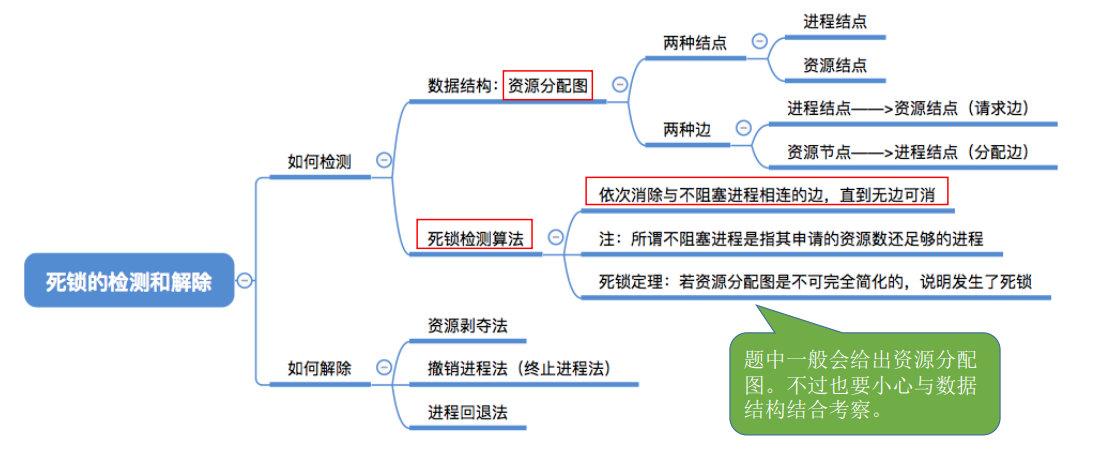 死锁的检测和解除
如何检测
数据结构：资源分配图
两种结点
进程结点
资源结点
两种边
进程结点——>资源结点（请求边）
资源节点——>进程结点（分配边）
死锁检测算法
依次消除与不阻塞进程相连的边，直到无边可消
注：所谓不阻塞进程是指其申请的资源数还足够的进程
死锁定理：若资源分配图是不可完全简化的，说明发生了死锁
如何解除
资源剥夺法
撤销进程法（终止进程法）
进程回退法
题中一般会给出资源分配
图。不过也要小心与数据
结构结合考察。